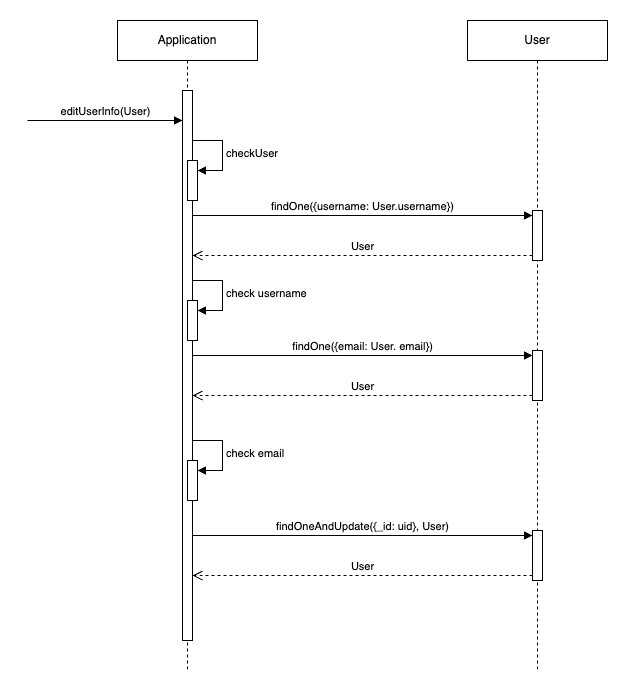 Application
User
editUserInfo(User)
checkUser
findOne({username: User.username})
User
check username
findOne({email: User. email})
User
check email
findOneAndUpdate({_id: uid}, User)
User